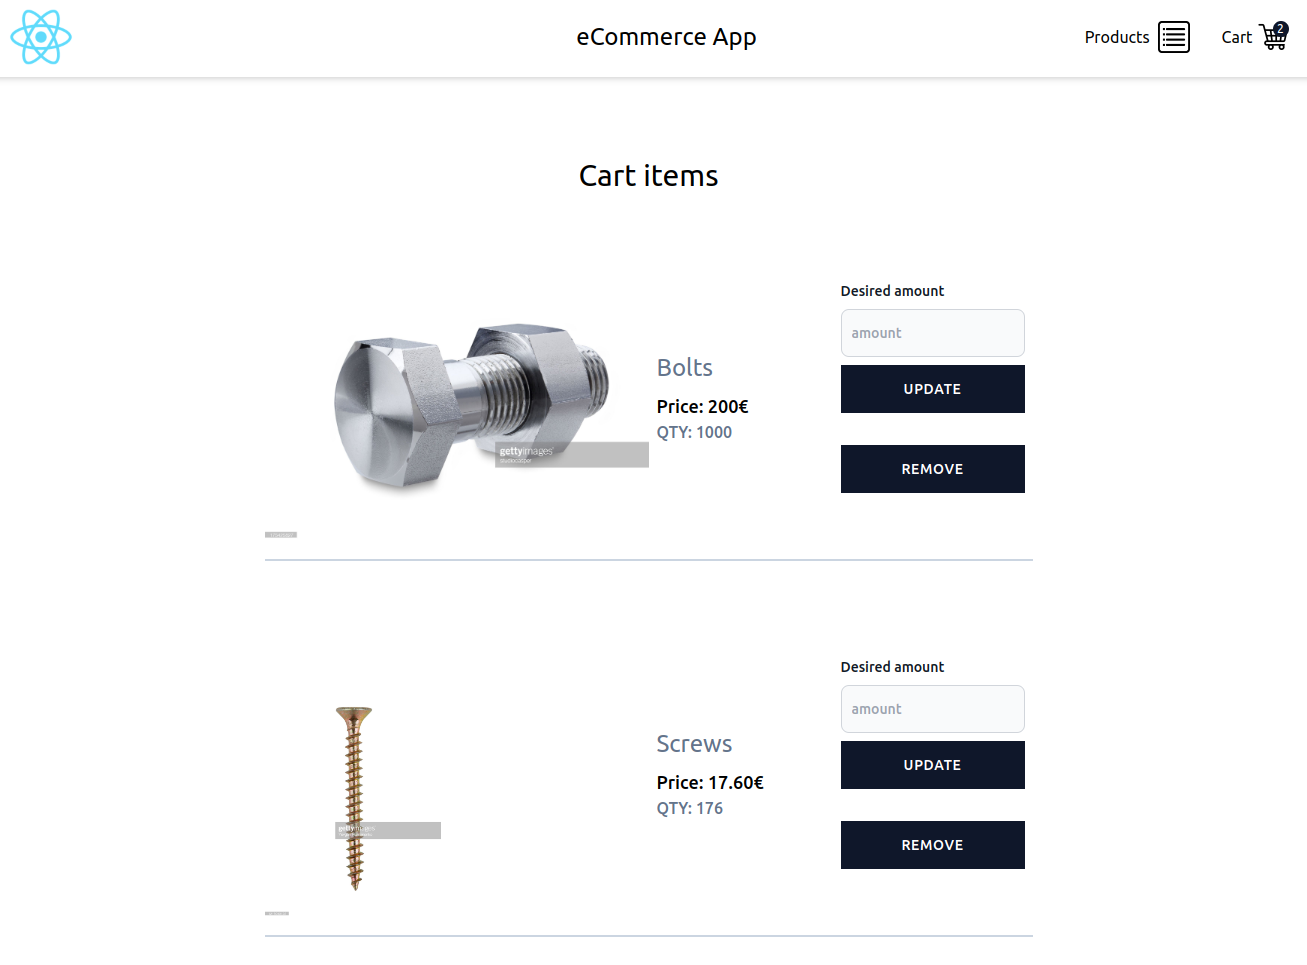 eCommerce App
Products
Cart
2
Cart items
Desired amount
amount
Bolts
UPDATE
Price: 200€
QTY: 1000
gettyimages
REMOVE
Desired amount
amount
Screws
UPDATE
Price: 17.60€
QTY: 176
gettyimages
REMOVE